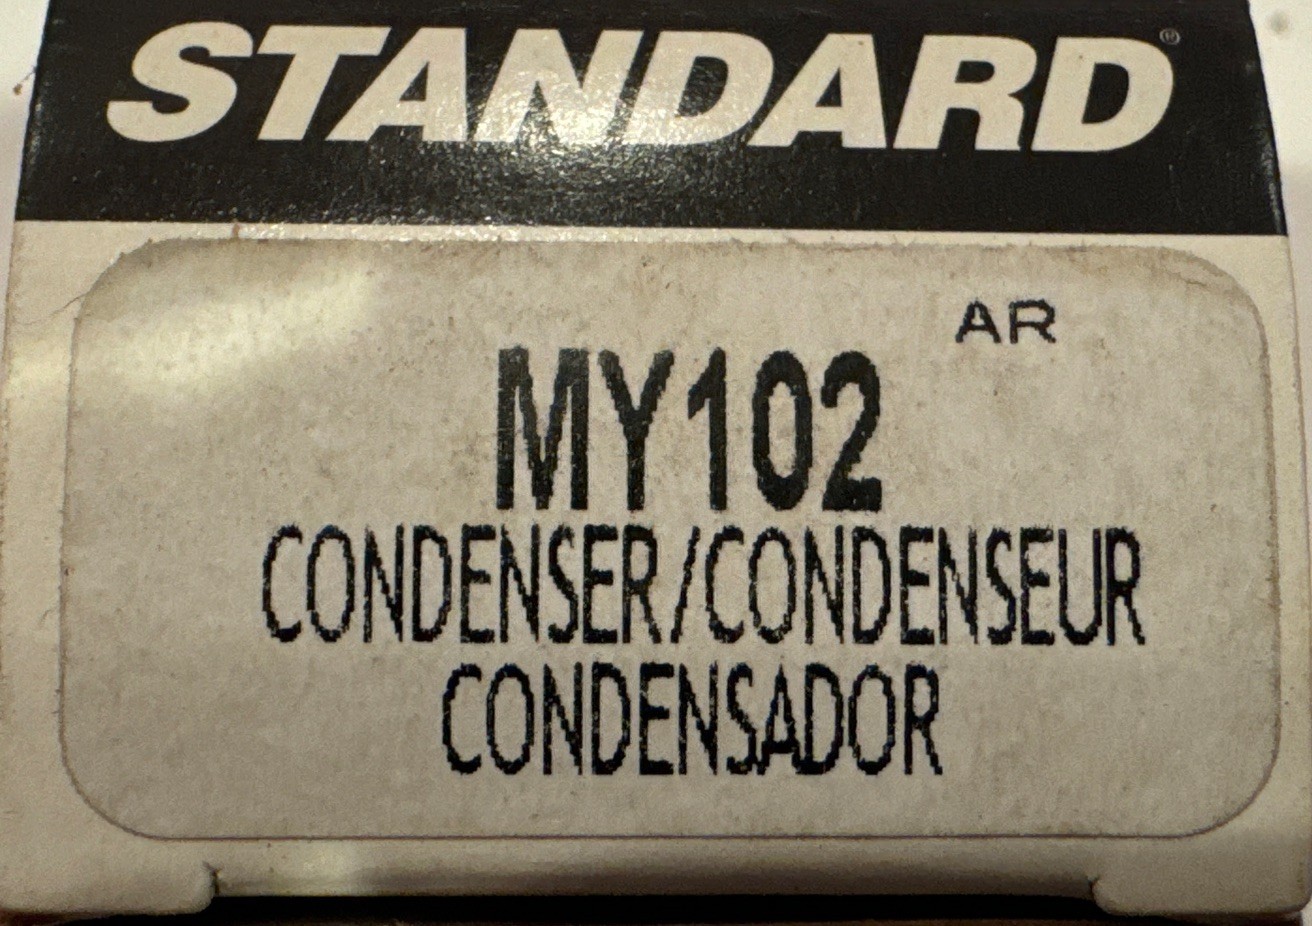 STANDARD®
AR
MY102
CONDENSER/CONDENSEUR
CONDENSADOR